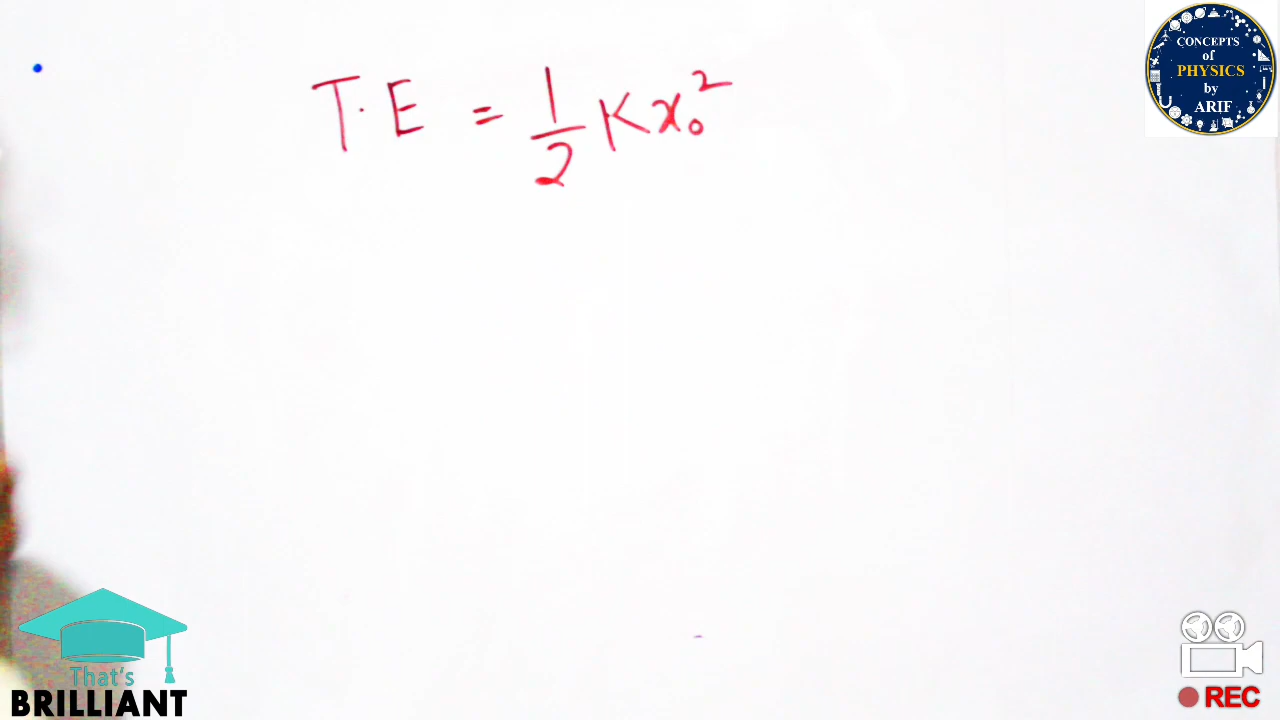 T.E = 1/2 Kx₀²
CONCEPTS
of
PHYSICS
by
ARIF
That's
BRILLIANT
REC